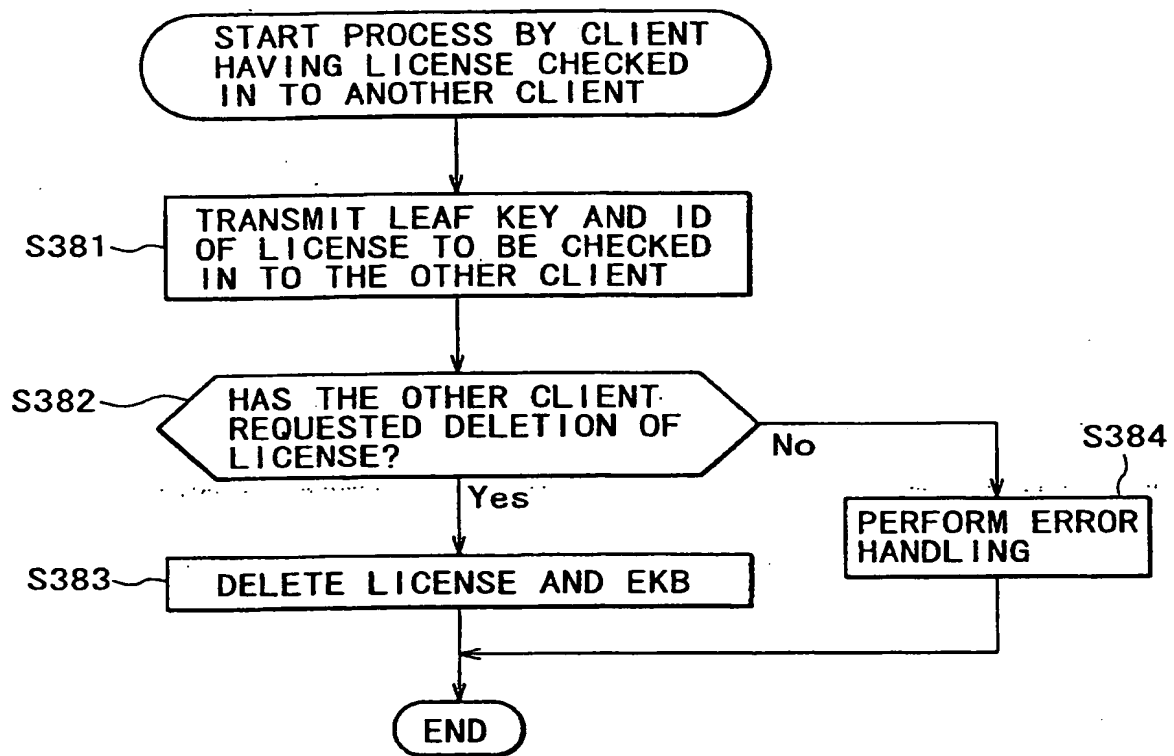 START PROCESS BY CLIENT
HAVING LICENSE CHECKED
IN TO ANOTHER CLIENT
S381
TRANSMIT LEAF KEY AND ID
OF LICENSE TO BE CHECKED
IN TO THE OTHER CLIENT
S382
HAS THE OTHER CLIENT
REQUESTED DELETION OF
LICENSE?
No
Yes
S384
PERFORM ERROR
HANDLING
S383
DELETE LICENSE AND EKB
END